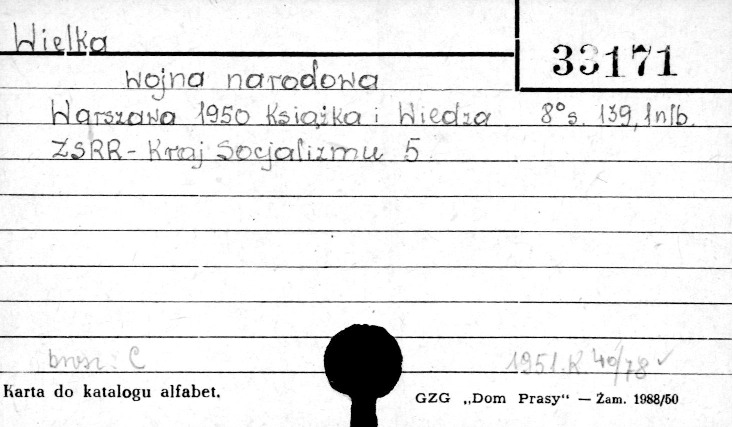 Wielka
33171
wojna narodowa
Warszawa 1950 Książka i Wiedza 8° s. 139, 1nlb.
ZSRR - Kraj Socjalizmu 5
brosz. C 1951.K 40/78 ✓
Karta do katalogu alfabet.
GZG „Dom Prasy“ — Żam. 1988/50